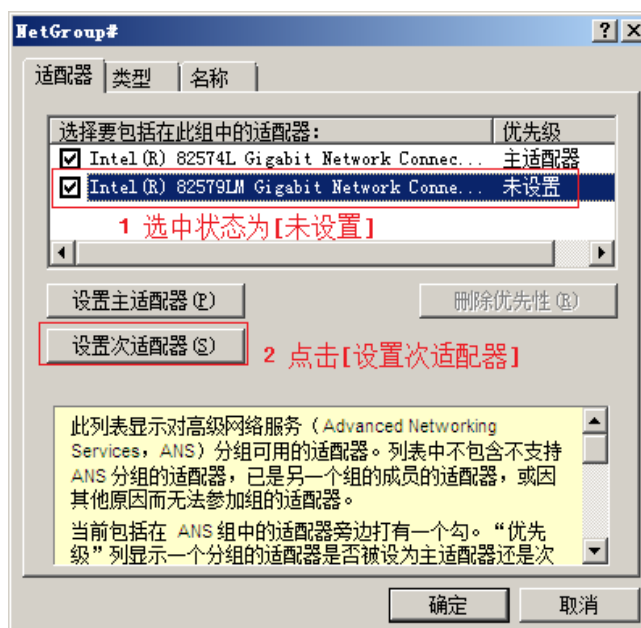 NetGroup#
适配器 类型 名称
选择要包括在此组中的适配器: 优先级
Intel(R) 82574L Gigabit Network Connec... 主适配器
Intel(R) 82579LM Gigabit Network Conne... 未设置
1 选中状态为[未设置]
设置主适配器(P) 删除优先性(R)
设置次适配器(S) 2 点击[设置次适配器]
此列表显示对高级网络服务（Advanced Networking
Services，ANS）分组可用的适配器。列表中不包含不支持
ANS 分组的适配器，已是另一个组的成员的适配器，或因
其他原因而无法参加组的适配器。
当前包括在 ANS 组中的适配器旁边打有一个勾。“优先
级”列显示一个分组的适配器是否被设为主适配器还是次
确定 取消